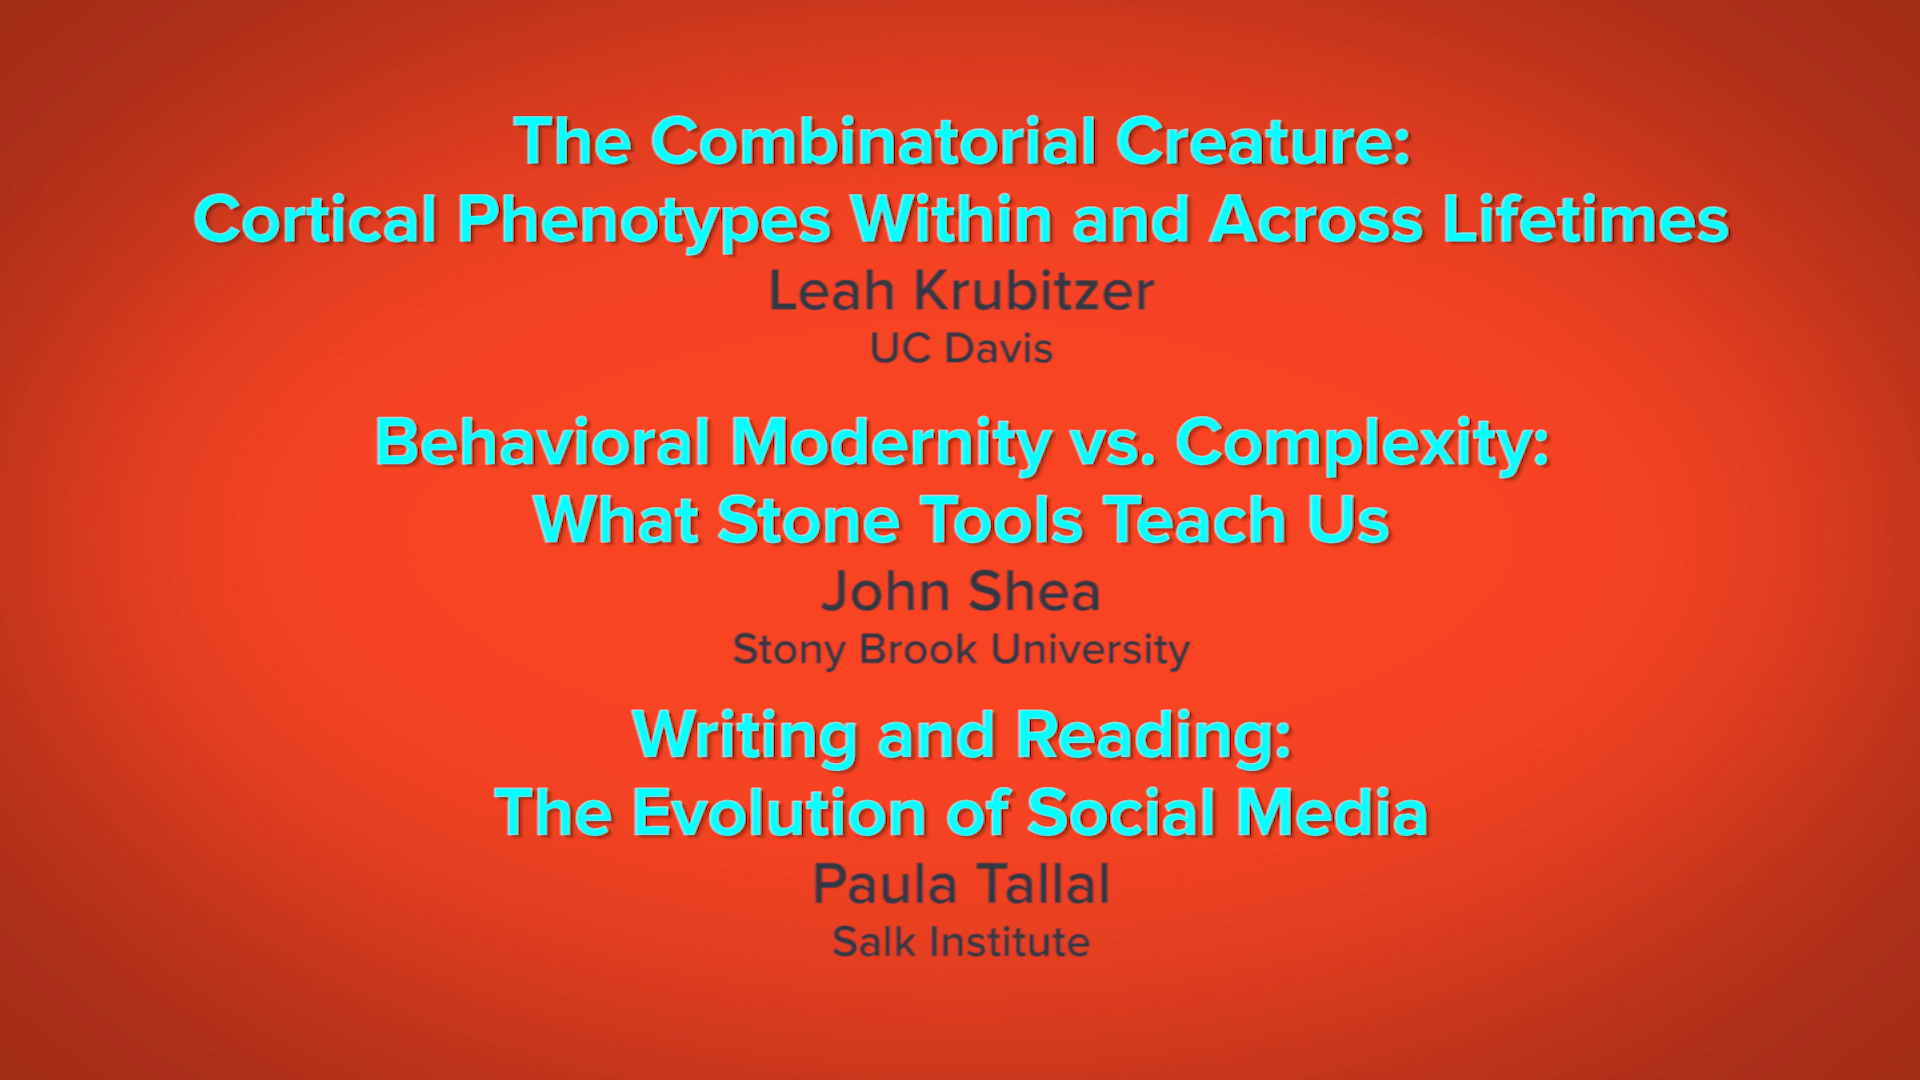 The Combinatorial Creature:
Cortical Phenotypes Within and Across Lifetimes
Leah Krubitzer
UC Davis
Behavioral Modernity vs. Complexity:
What Stone Tools Teach Us
John Shea
Stony Brook University
Writing and Reading:
The Evolution of Social Media
Paula Tallal
Salk Institute